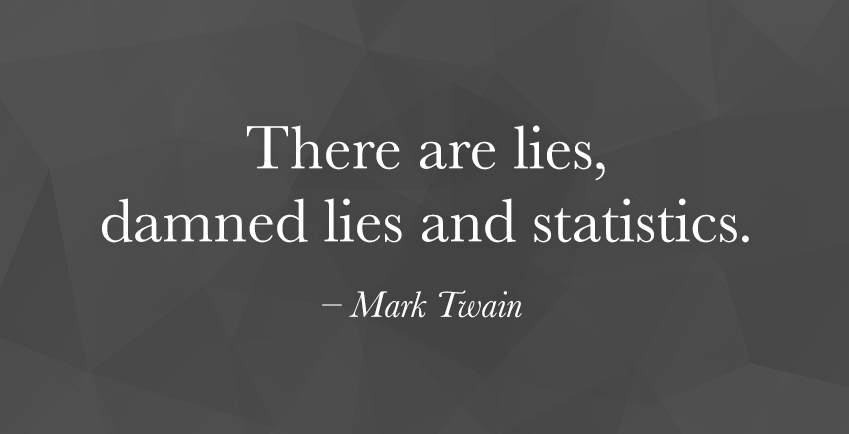 There are lies,
damned lies and statistics.
– Mark Twain